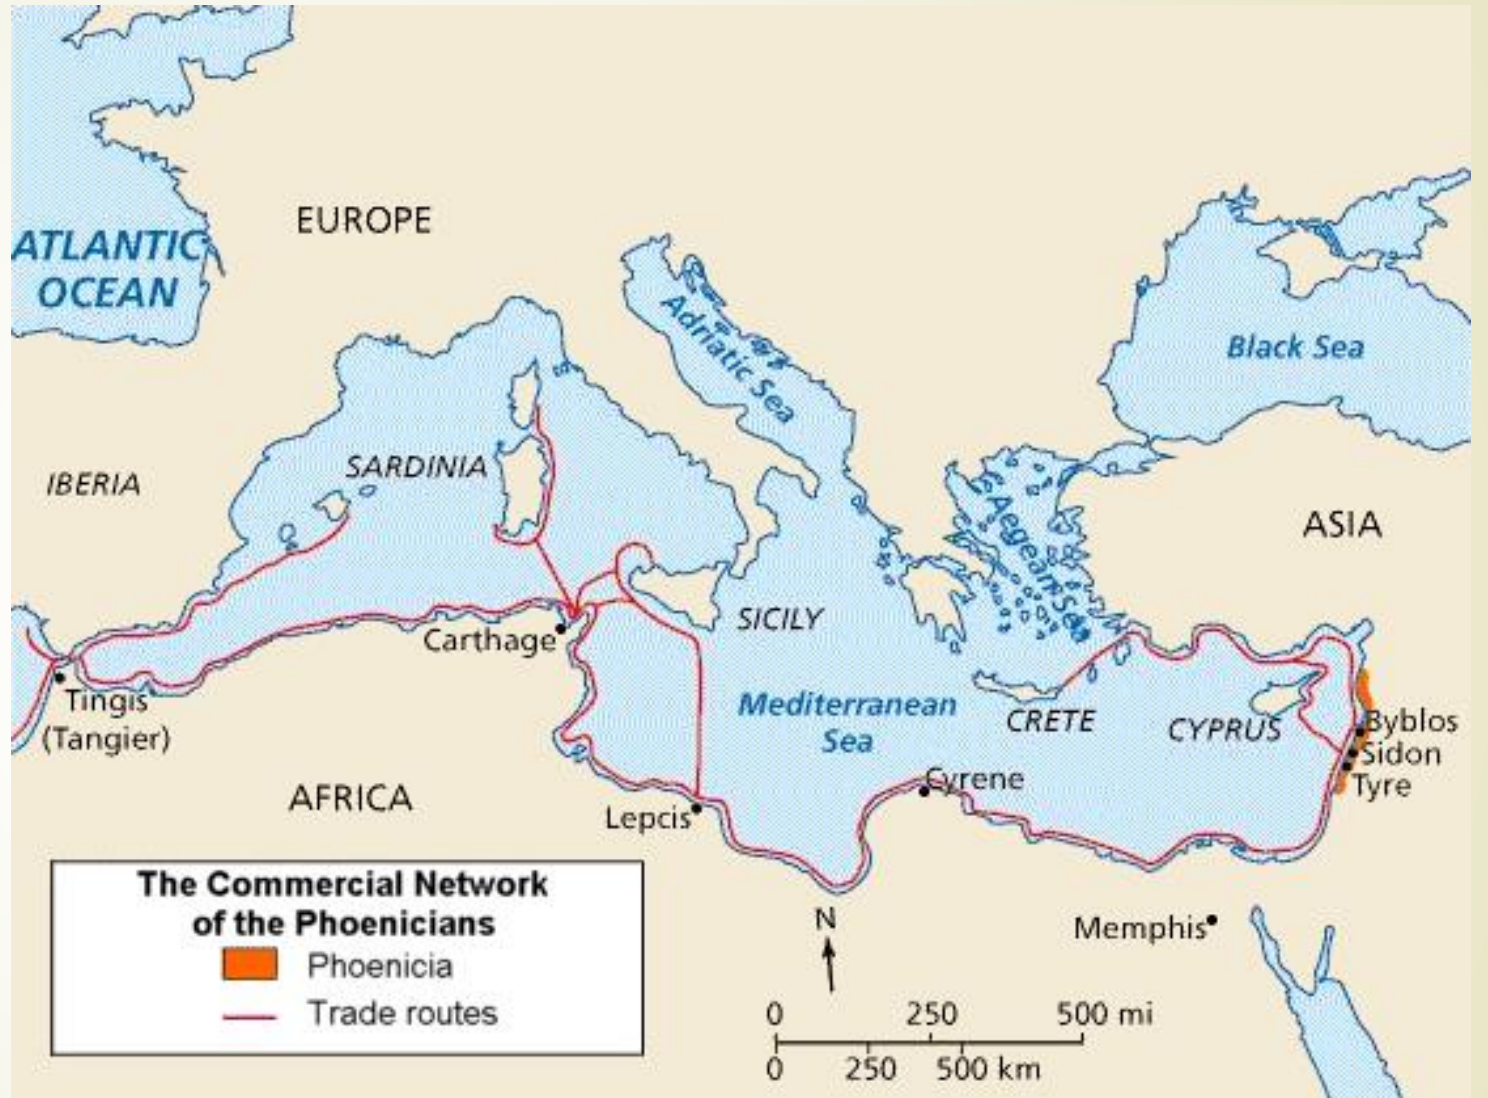 EUROPE
ATLANTIC
OCEAN
Adriatic Sea
Black Sea
IBERIA
SARDINIA
Aegean Sea
ASIA
Carthage
SICILY
Tingis
(Tangier)
Mediterranean
Sea
CRETE
CYPRUS
Byblos
Sidon
Tyre
Cyrene
AFRICA
Lepcis
The Commercial Network
of the Phoenicians
Phoenicia
Trade routes
N
Memphis
0 250 500 mi
0 250 500 km